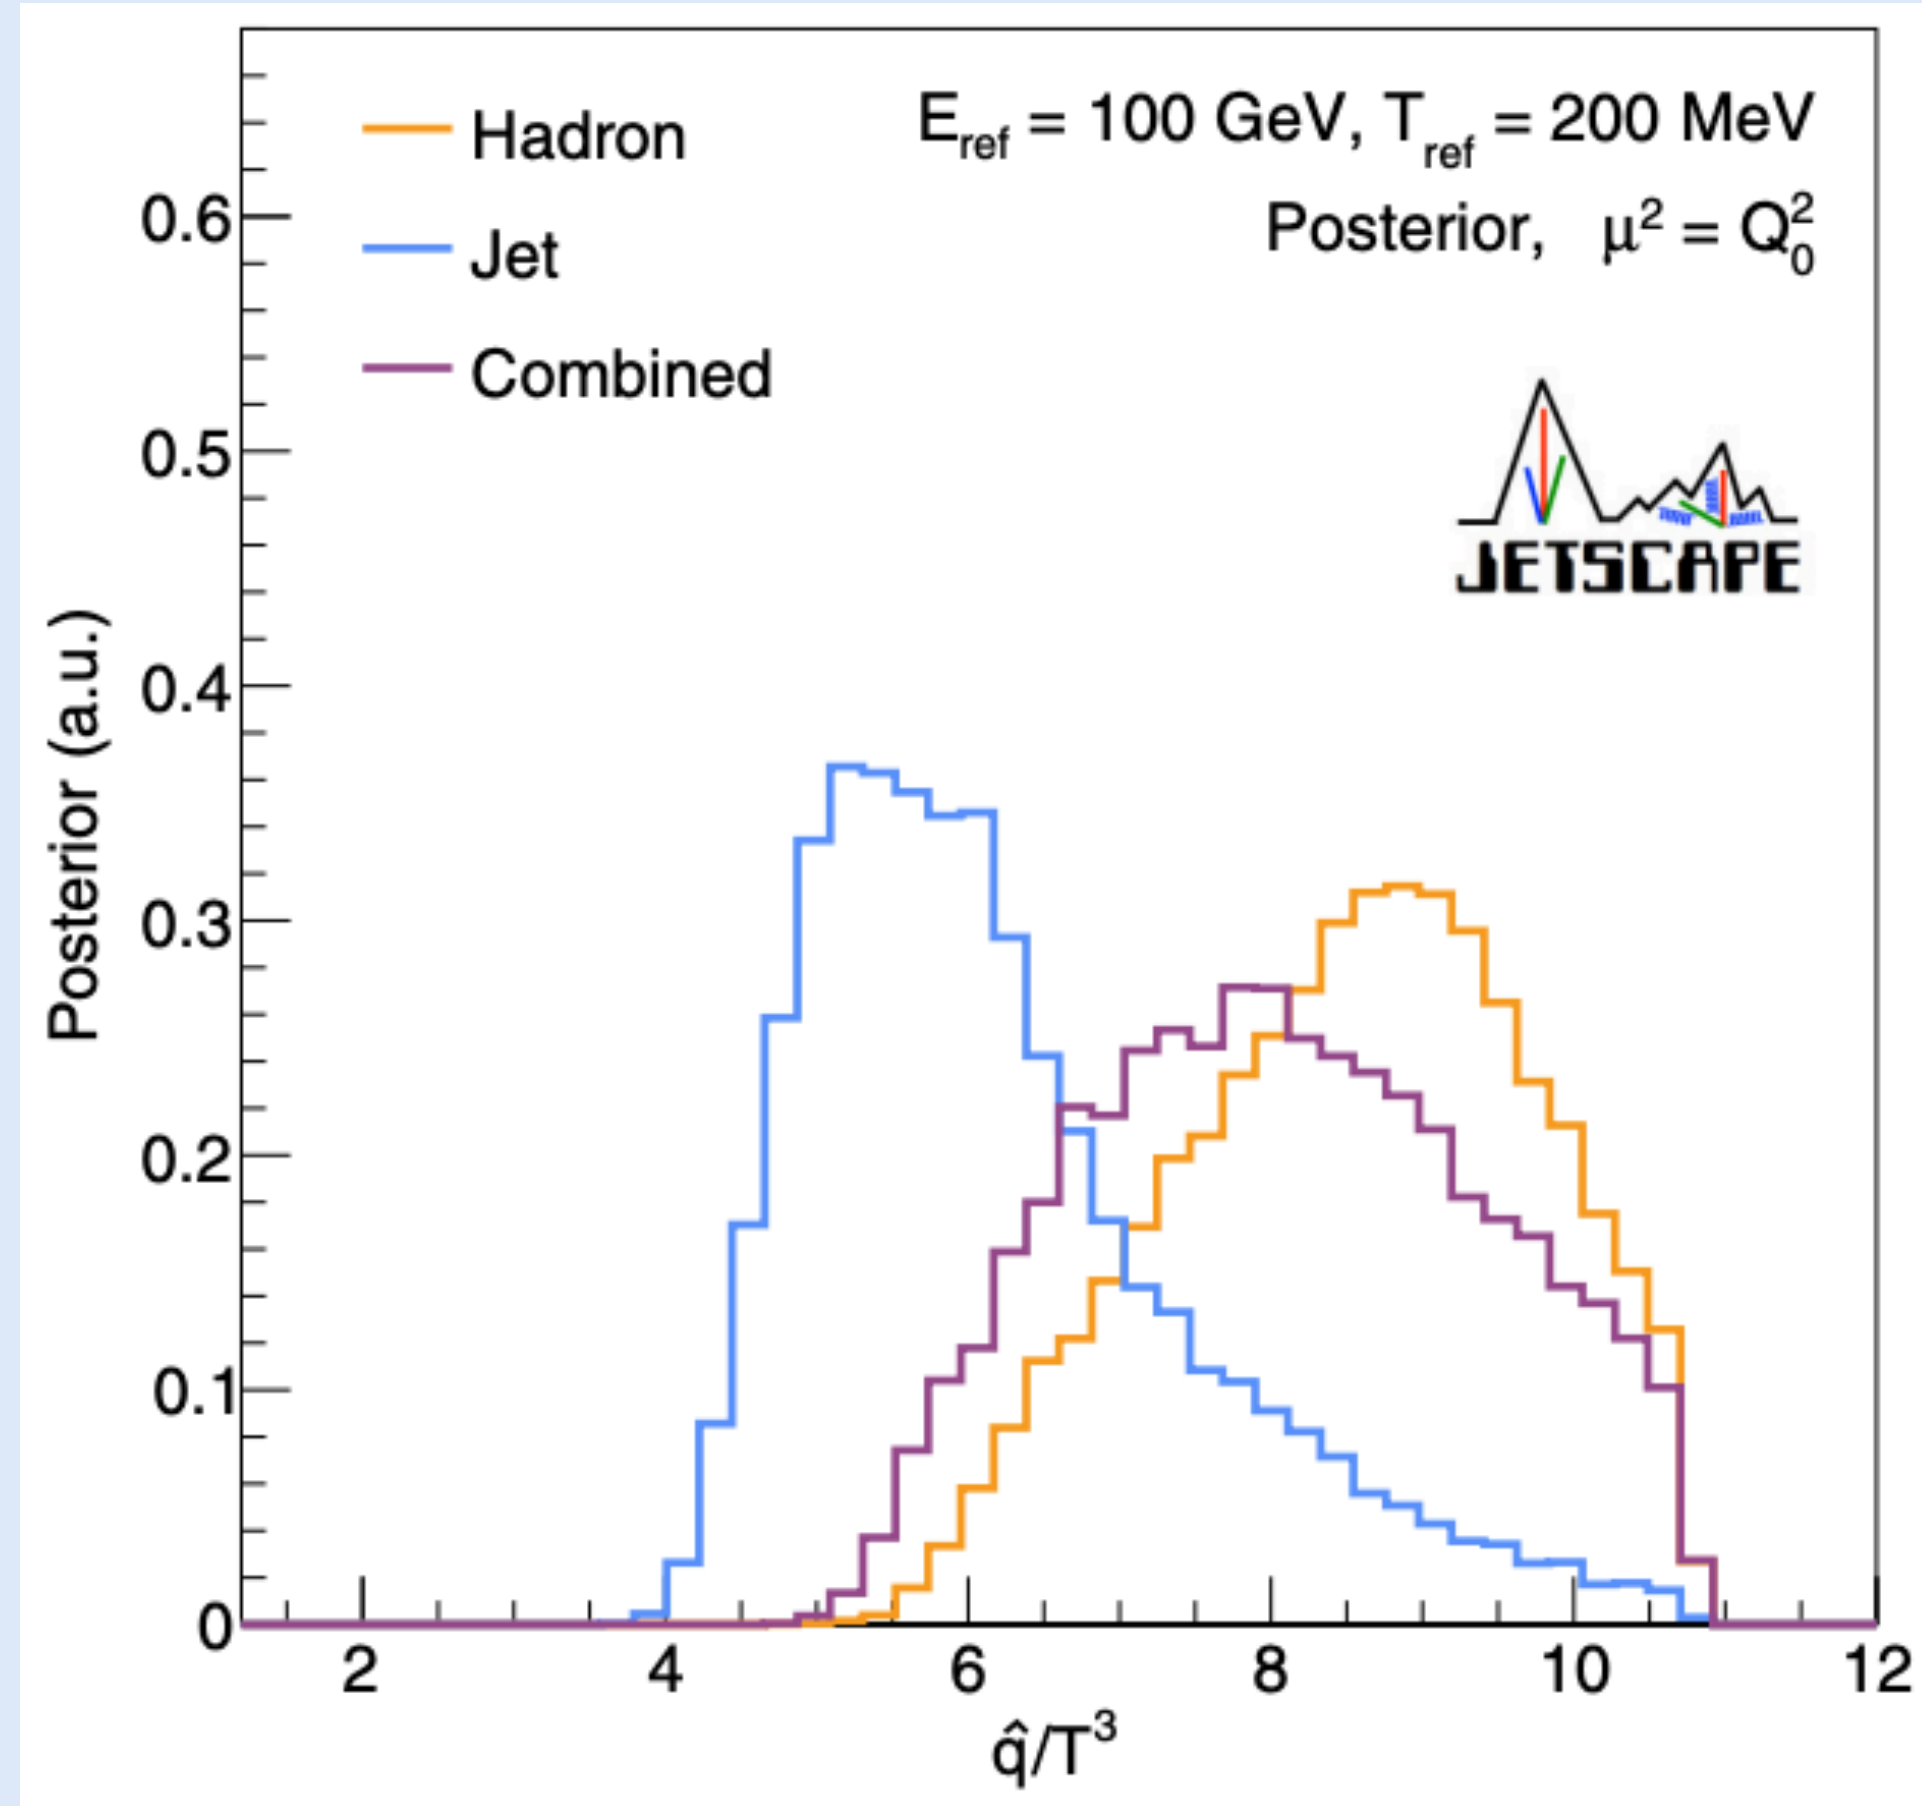 Hadron
Jet
Combined
E_ref = 100 GeV, T_ref = 200 MeV
Posterior, μ² = Q₀²
JETSCAPE
Posterior (a.u.)
0.6
0.5
0.4
0.3
0.2
0.1
0
2 4 6 8 10 12
q̂/T³